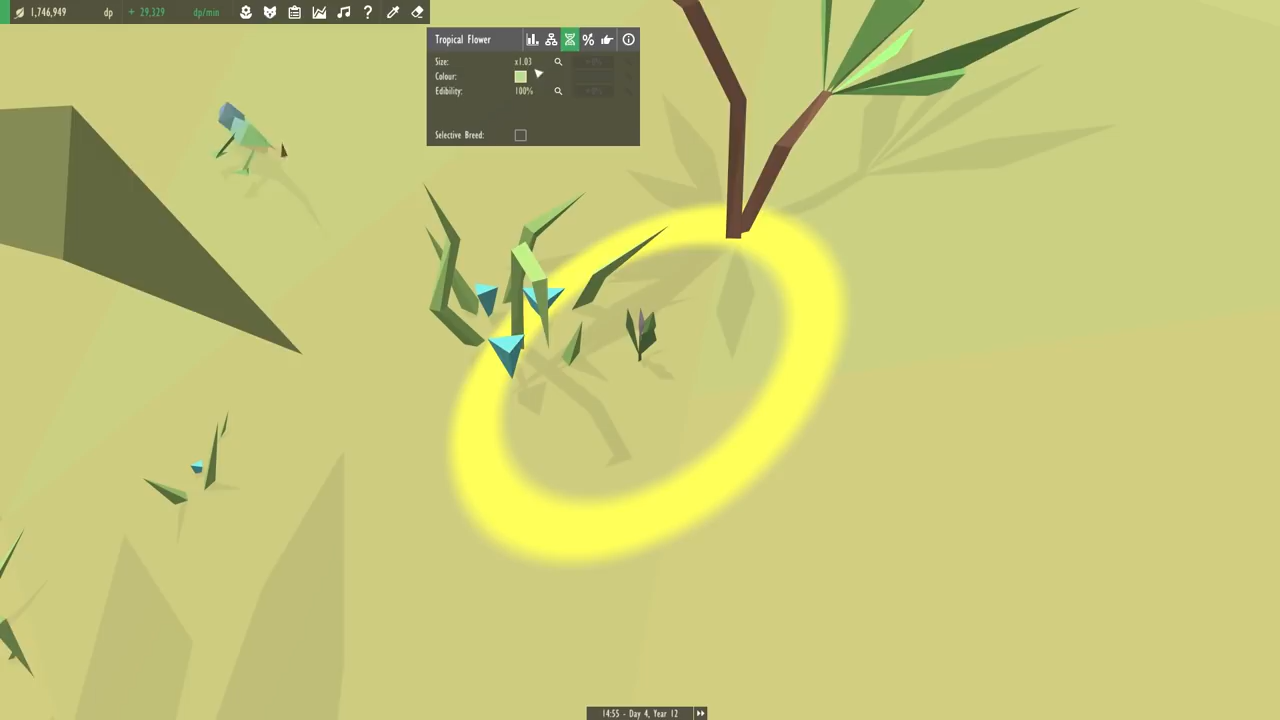 1,746,949 dp + 29,329 dp/min
Tropical Flower
Size: x1.03
Colour:
Edibility: 100%
Selective Breed:
14:55 - Day 4, Year 12